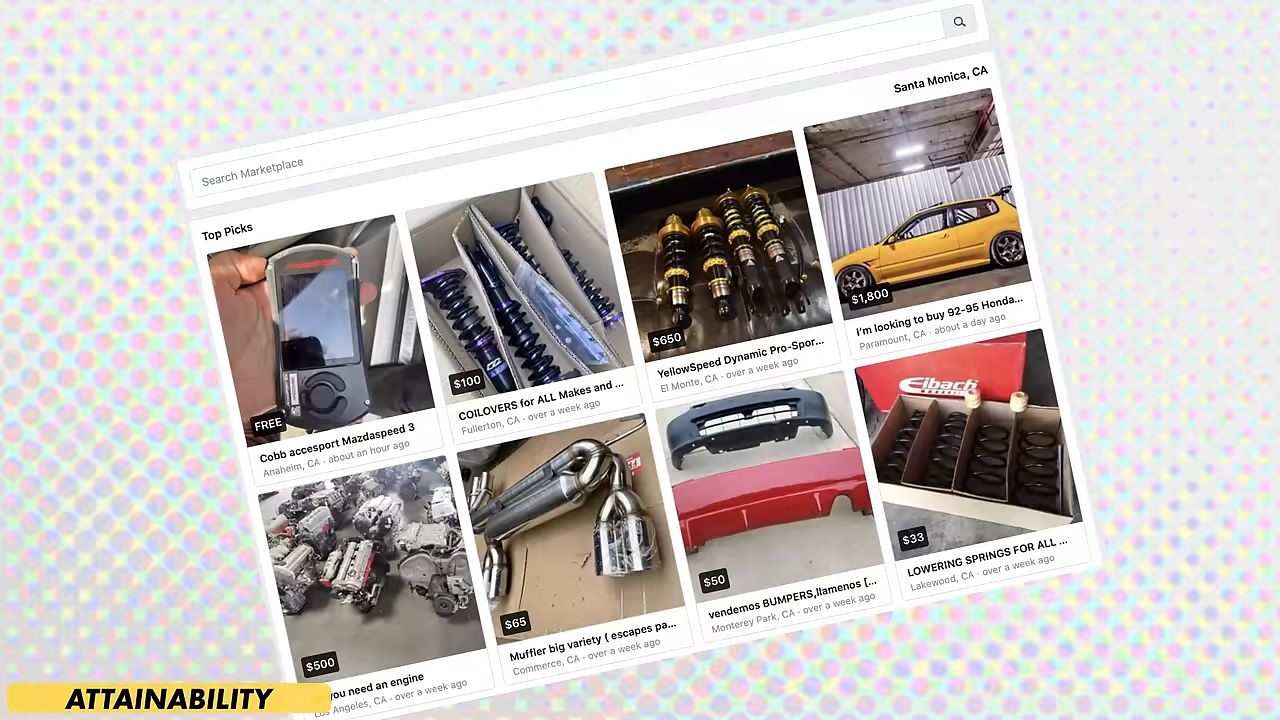 Search Marketplace
Santa Monica, CA
Top Picks
FREE
Cobb accesport Mazdaspeed 3
Anaheim, CA · about an hour ago
$100
COILOVERS for ALL Makes and ...
Fullerton, CA · over a week ago
$650
YellowSpeed Dynamic Pro-Spor...
El Monte, CA · over a week ago
$1,800
I'm looking to buy 92-95 Honda...
Paramount, CA · about a day ago
$500
you need an engine
Los Angeles, CA · over a week ago
$65
Muffler big variety ( escapes pa...
Commerce, CA · over a week ago
$50
vendemos BUMPERS,llamenos [...
Monterey Park, CA · over a week ago
Eibach
$33
LOWERING SPRINGS FOR ALL ...
Lakewood, CA · over a week ago
ATTAINABILITY